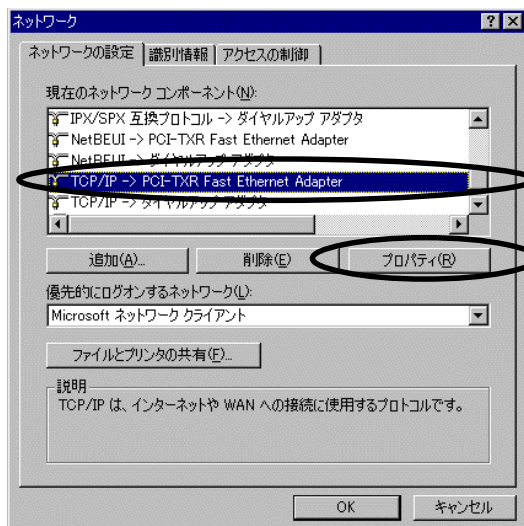 ネットワーク
ネットワークの設定 識別情報 アクセスの制御
現在のネットワーク コンポーネント(N):
IPX/SPX 互換プロトコル -> ダイヤルアップ アダプタ
NetBEUI -> PCI-TXR Fast Ethernet Adapter
NetBEUI -> ダイヤルアップ アダプタ
TCP/IP -> PCI-TXR Fast Ethernet Adapter
TCP/IP -> ダイヤルアップ アダプタ
追加(A)... 削除(E) プロパティ(R)
優先的にログオンするネットワーク(L):
Microsoft ネットワーク クライアント
ファイルとプリンタの共有(F)...
説明
TCP/IP は、インターネットや WAN への接続に使用するプロトコルです。
OK キャンセル